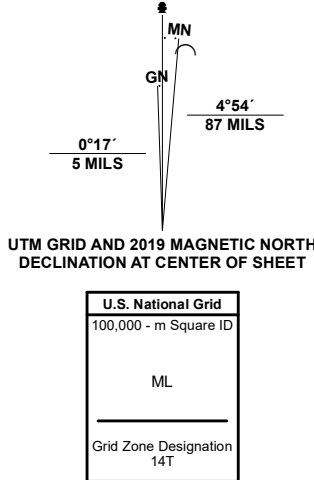 MN
GN
4°54´
87 MILS
0°17´
5 MILS
UTM GRID AND 2019 MAGNETIC NORTH
DECLINATION AT CENTER OF SHEET
U.S. National Grid
100,000 - m Square ID
ML
Grid Zone Designation
14T